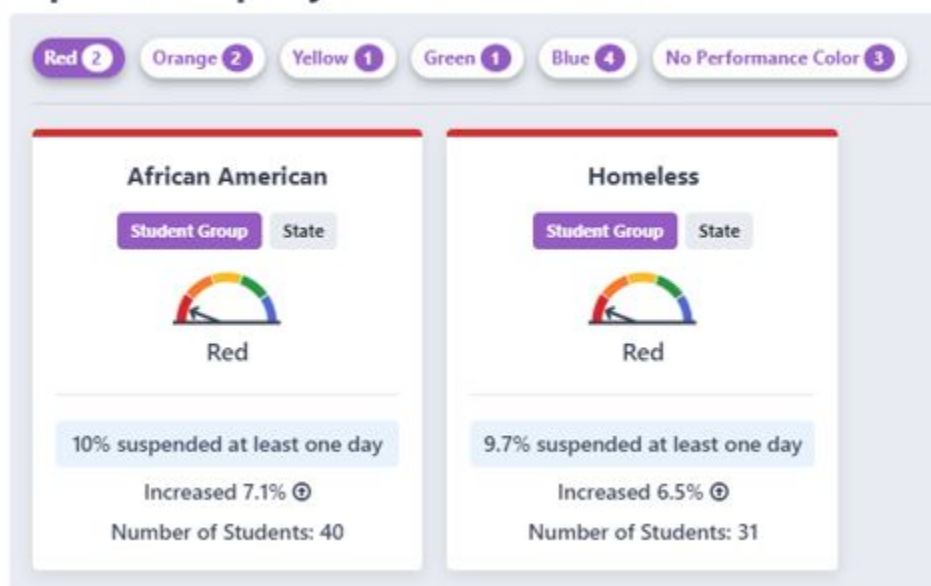 Red 2 Orange 2 Yellow 1 Green 1 Blue 4 No Performance Color 3
African American
Student Group State
Red
10% suspended at least one day
Increased 7.1%
Number of Students: 40
Homeless
Student Group State
Red
9.7% suspended at least one day
Increased 6.5%
Number of Students: 31